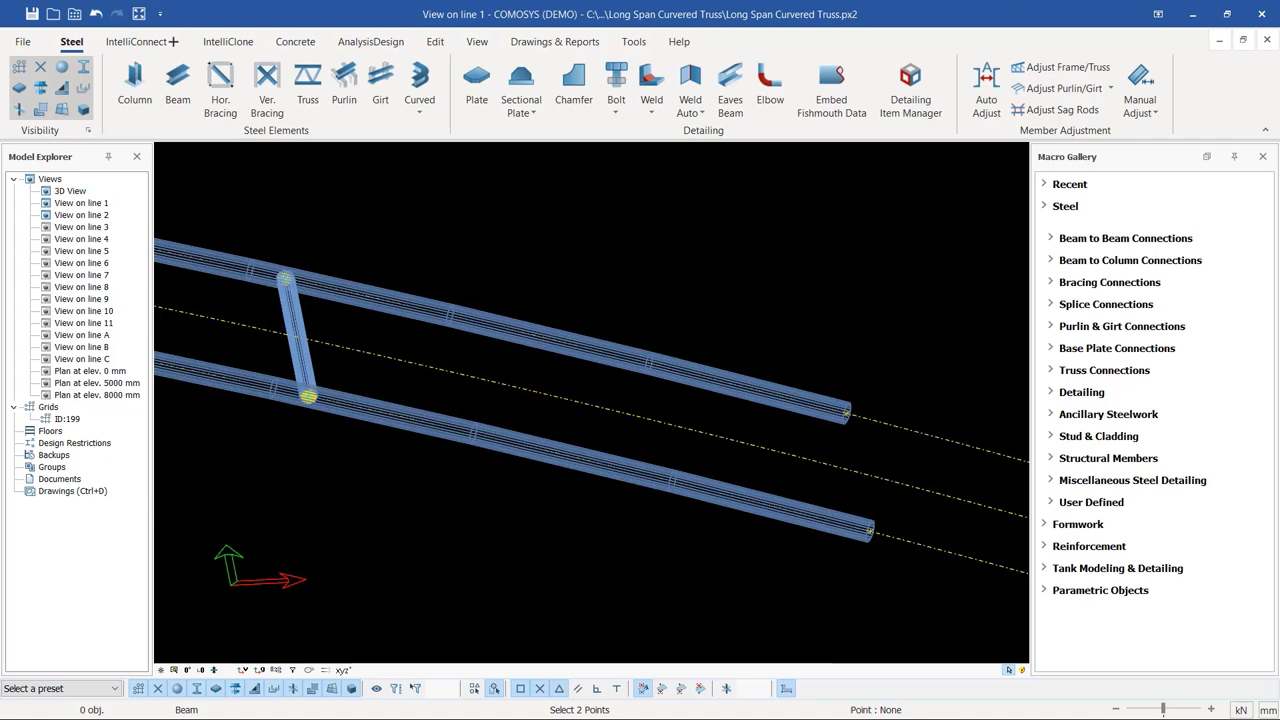 View on line 1 - COMOSYS (DEMO) - C:\...\Long Span Curvered Truss\Long Span Curvered Truss.px2
File Steel IntelliConnect IntelliClone Concrete AnalysisDesign Edit View Drawings & Reports Tools Help
Visibility
Column
Beam
Hor. Bracing
Ver. Bracing
Truss
Purlin
Girt
Curved
Steel Elements
Plate
Sectional Plate
Chamfer
Bolt
Weld
Weld Auto
Eaves Beam
Elbow
Embed Fishmouth Data
Detailing Item Manager
Detailing
Auto Adjust
Adjust Frame/Truss
Adjust Purlin/Girt
Adjust Sag Rods
Manual Adjust
Member Adjustment
Model Explorer
Views
3D View
View on line 1
View on line 2
View on line 3
View on line 4
View on line 5
View on line 6
View on line 7
View on line 8
View on line 9
View on line 10
View on line 11
View on line A
View on line B
View on line C
Plan at elev. 0 mm
Plan at elev. 5000 mm
Plan at elev. 8000 mm
Grids
ID:199
Floors
Design Restrictions
Backups
Groups
Documents
Drawings (Ctrl+D)
Macro Gallery
Recent
Steel
Beam to Beam Connections
Beam to Column Connections
Bracing Connections
Splice Connections
Purlin & Girt Connections
Base Plate Connections
Truss Connections
Detailing
Ancillary Steelwork
Stud & Cladding
Structural Members
Miscellaneous Steel Detailing
User Defined
Formwork
Reinforcement
Tank Modeling & Detailing
Parametric Objects
xyz
Select a preset
0 obj. Beam Select 2 Points Point : None kN mm